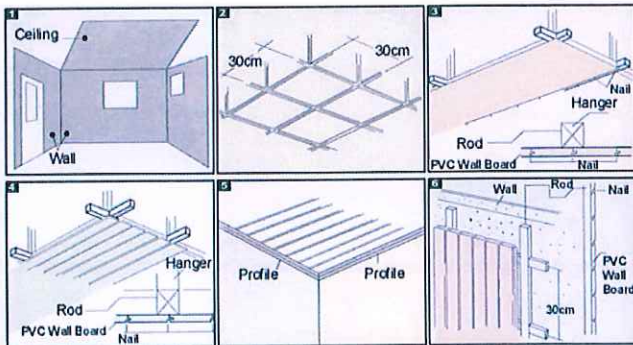 1
Ceiling
Wall
2
30cm
30cm
3
Nail
Hanger
Rod
PVC Wall Board
Nail
4
Hanger
Rod
PVC Wall Board
Nail
5
Profile
Profile
6
Wall
Rod
Nail
PVC
Wall
Board
30cm